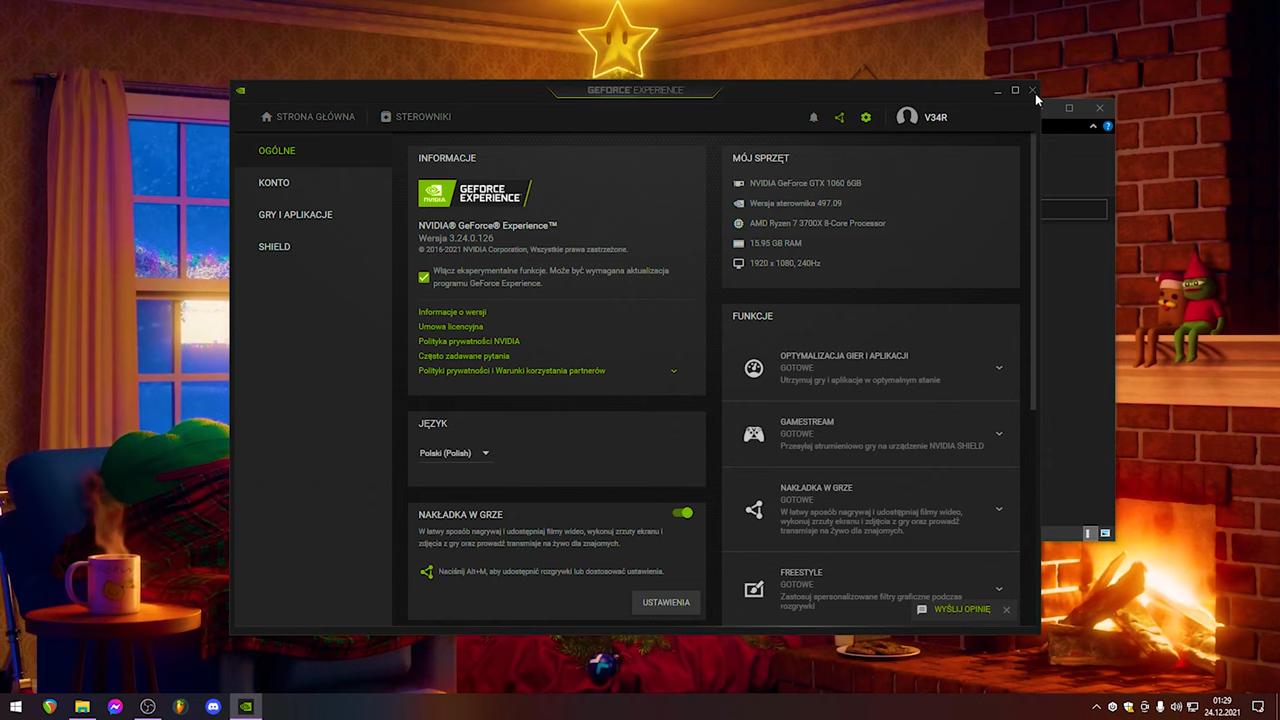 GEFORCE EXPERIENCE
STRONA GŁÓWNA
STEROWNIKI
V34R
OGÓLNE
KONTO
GRY I APLIKACJE
SHIELD
INFORMACJE
NVIDIA
GEFORCE
EXPERIENCE
NVIDIA® GeForce® Experience™
Wersja 3.24.0.126
© 2016-2021 NVIDIA Corporation, Wszystkie prawa zastrzeżone.
Włącz eksperymentalne funkcje. Może być wymagana aktualizacja
programu GeForce Experience.
Informacje o wersji
Umowa licencyjna
Polityka prywatności NVIDIA
Często zadawane pytania
Polityki prywatności i Warunki korzystania partnerów
JĘZYK
Polski (Polish)
NAKŁADKA W GRZE
W łatwy sposób nagrywaj i udostępniaj filmy wideo, wykonuj zrzuty ekranu i
zdjęcia z gry oraz prowadź transmisje na żywo dla znajomych.
Naciśnij Alt+M, aby udostępnić rozgrywki lub dostosować ustawienia.
USTAWIENIA
MÓJ SPRZĘT
NVIDIA GeForce GTX 1060 6GB
Wersja sterownika 497.09
AMD Ryzen 7 3700X 8-Core Processor
15.95 GB RAM
1920 x 1080, 240Hz
FUNKCJE
OPTYMALIZACJA GIER I APLIKACJI
GOTOWE
Utrzymuj gry i aplikacje w optymalnym stanie
GAMESTREAM
GOTOWE
Przesyłaj strumieniowo gry na urządzenie NVIDIA SHIELD
NAKŁADKA W GRZE
GOTOWE
W łatwy sposób nagrywaj i udostępniaj filmy wideo,
wykonuj zrzuty ekranu i zdjęcia z gry oraz prowadź
transmisje na żywo dla znajomych.
FREESTYLE
GOTOWE
Zastosuj spersonalizowane filtry graficzne podczas
rozgrywki
WYŚLIJ OPINIĘ
01:29
24.12.2021